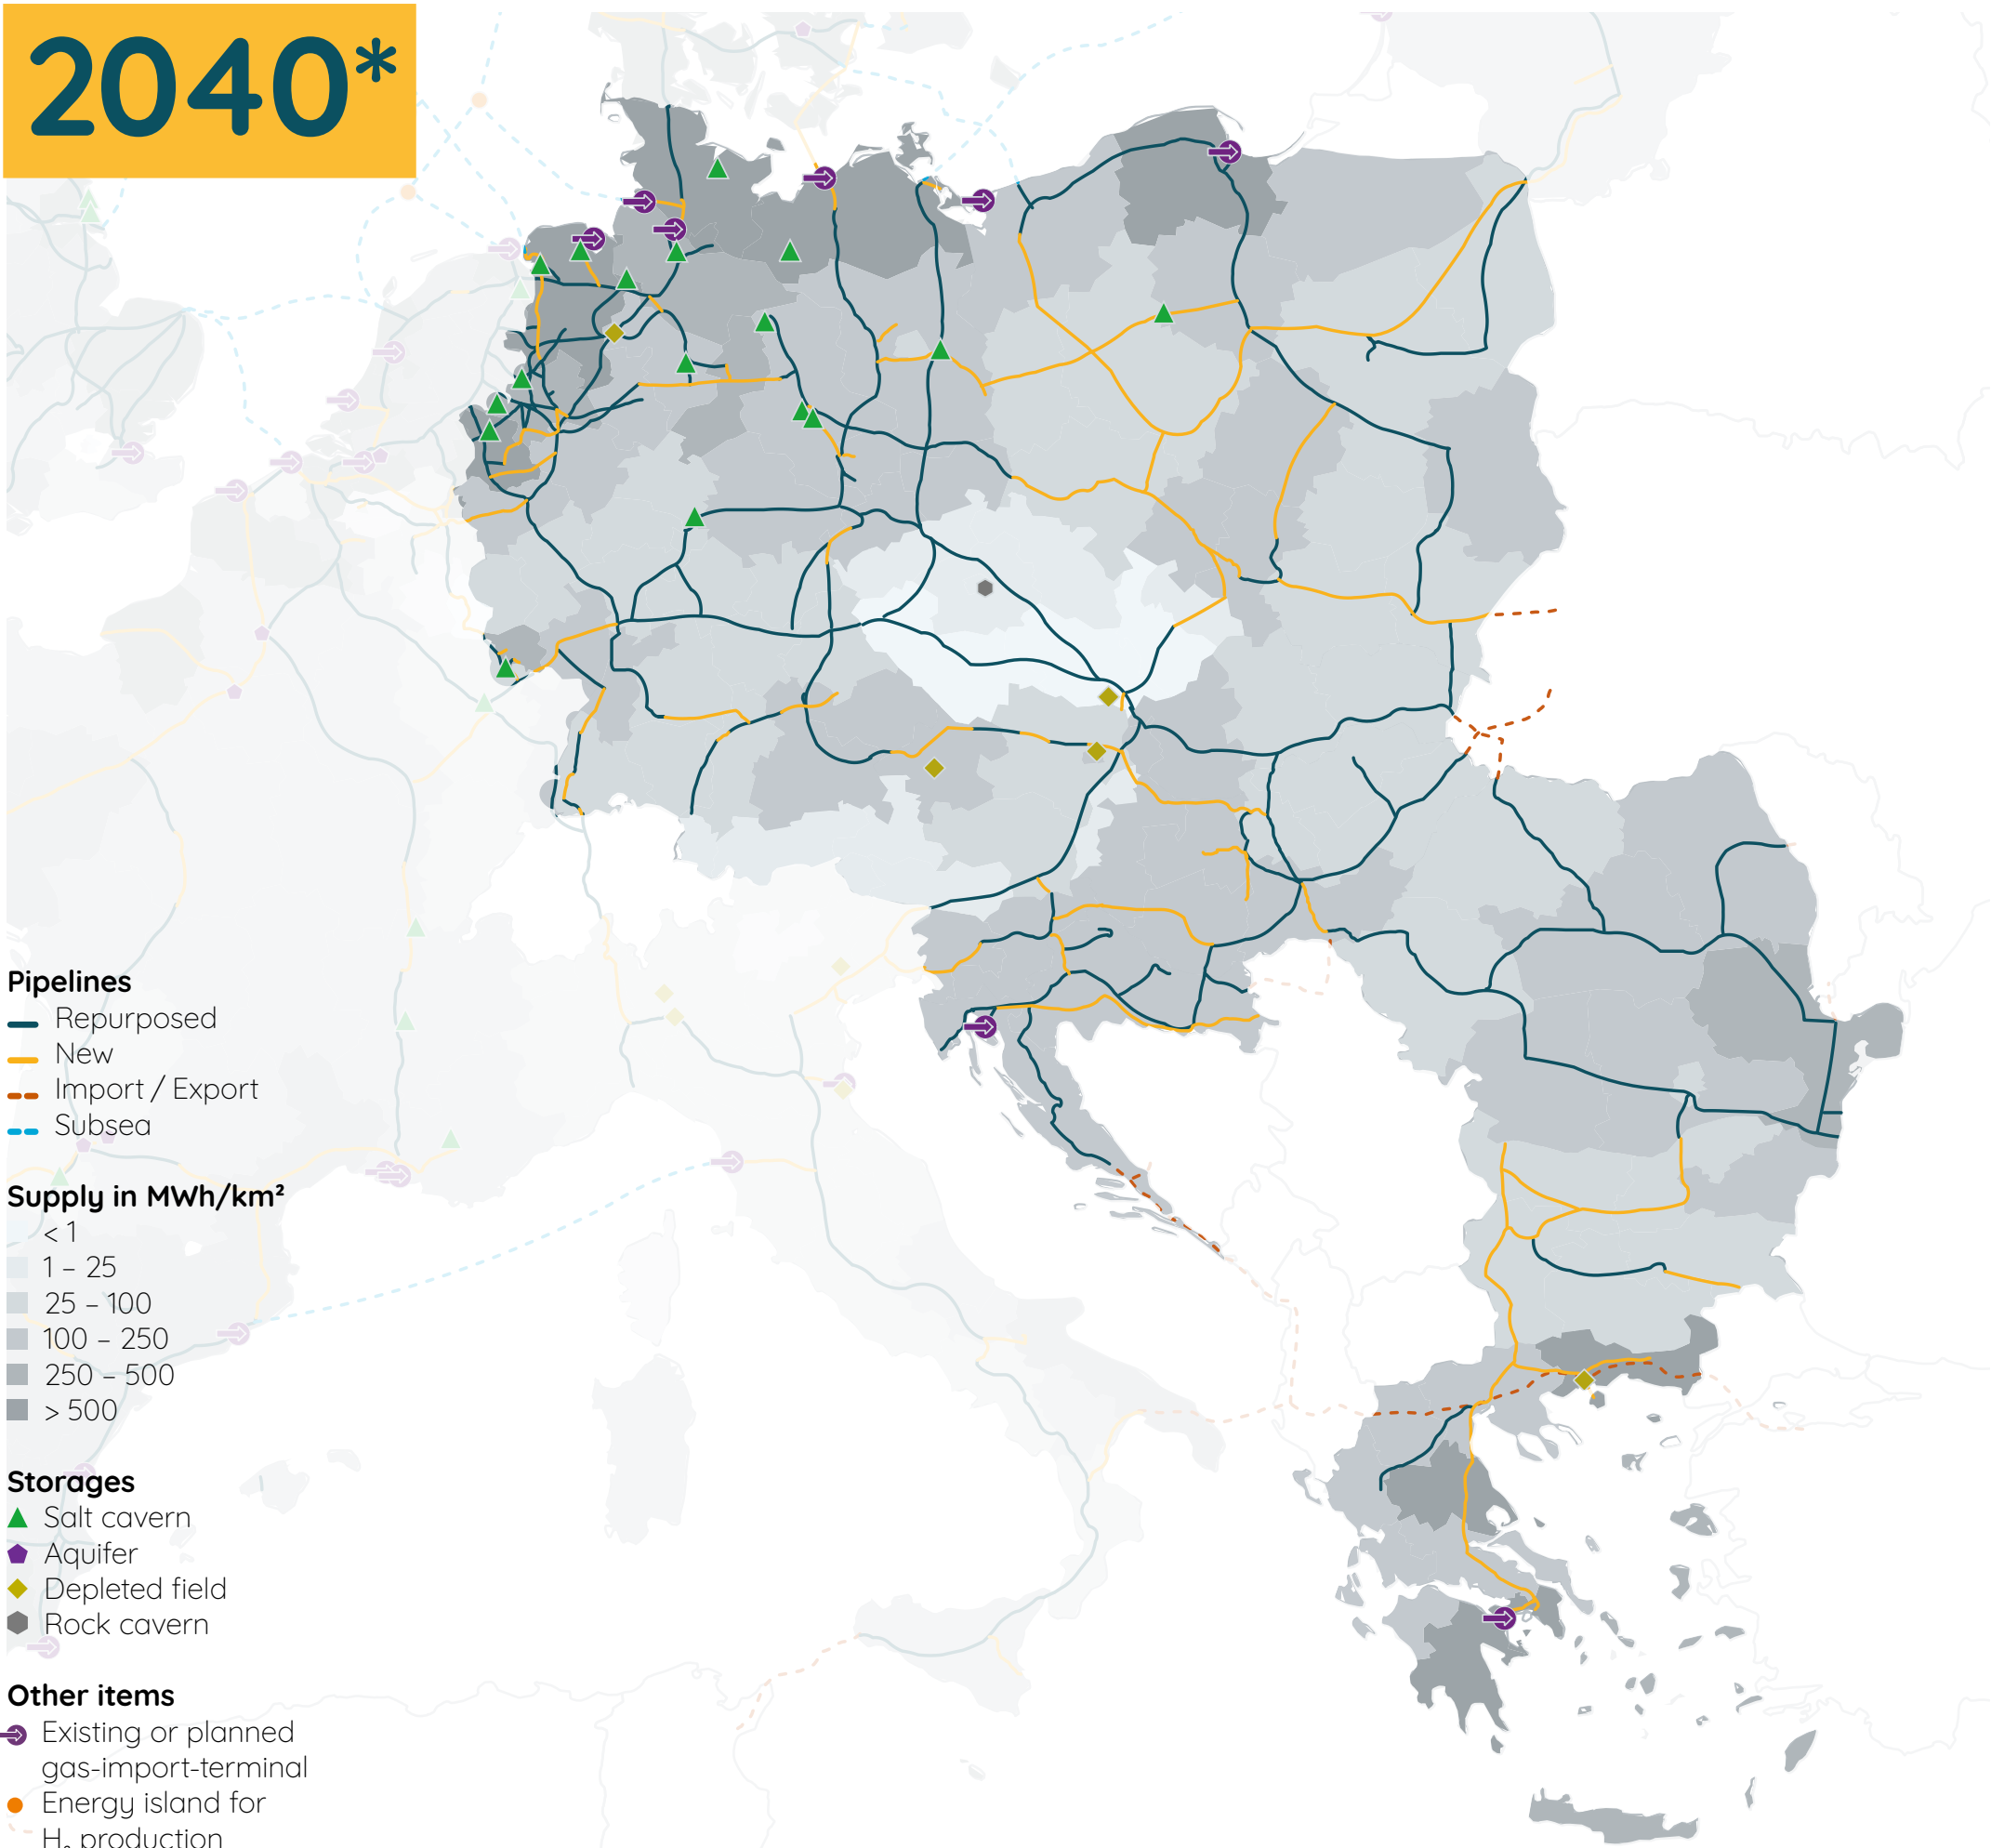 2040*
Pipelines
Repurposed
New
Import / Export
Subsea
Supply in MWh/km²
< 1
1 – 25
25 – 100
100 – 250
250 – 500
> 500
Storages
Salt cavern
Aquifer
Depleted field
Rock cavern
Other items
Existing or planned
gas-import-terminal
Energy island for
H₂ production